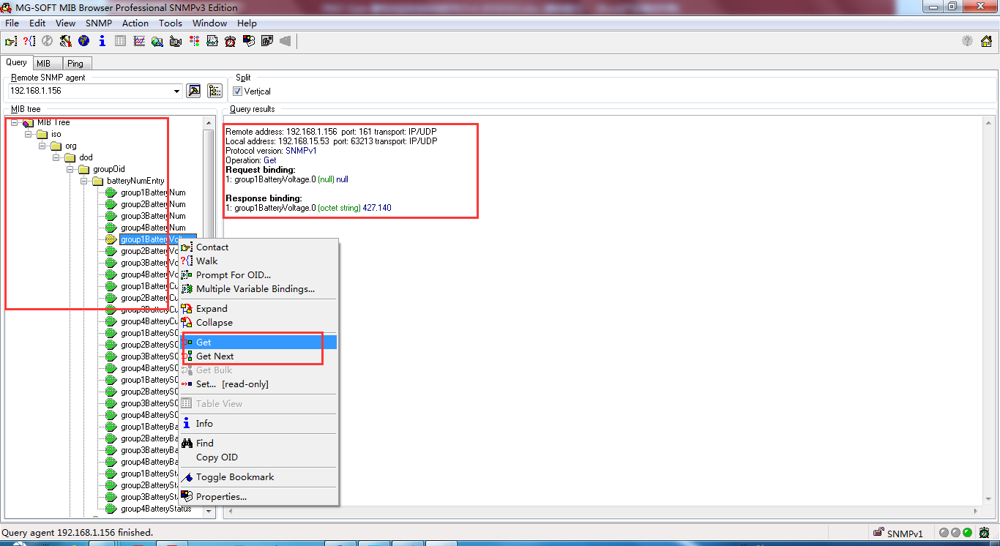 MG-SOFT MIB Browser Professional SNMPv3 Edition
File Edit View SNMP Action Tools Window Help
Query MIB Ping
Remote SNMP agent
192.168.1.156
Split
Vertical
MIB tree
MIB Tree
iso
org
dod
groupOid
batteryNumEntry
group1BatteryNum
group2BatteryNum
group3BatteryNum
group4BatteryNum
group1BatteryVolt
group2BatteryVo
group3BatteryVo
group4BatteryVo
group1BatteryCu
group2BatteryCu
group3BatteryCu
group4BatteryCu
group1BatterySO
group2BatterySO
group3BatterySO
group4BatterySO
group1BatterySO
group2BatterySO
group3BatterySO
group4BatterySO
group1BatteryBa
group2BatteryBa
group3BatteryBa
group4BatteryBa
group1BatterySta
group2BatterySta
group3BatterySta
group4BatteryStatus
Contact
Walk
Prompt For OID...
Multiple Variable Bindings...
Expand
Collapse
Get
Get Next
Get Bulk
Set... [read-only]
Table View
Info
Find
Copy OID
Toggle Bookmark
Properties...
Query results
Remote address: 192.168.1.156 port: 161 transport: IP/UDP
Local address: 192.168.15.53 port: 63213 transport: IP/UDP
Protocol version: SNMPv1
Operation: Get
Request binding:
1: group1BatteryVoltage.0 (null) null
Response binding:
1: group1BatteryVoltage.0 (octet string) 427.140
Query agent 192.168.1.156 finished.
SNMPv1